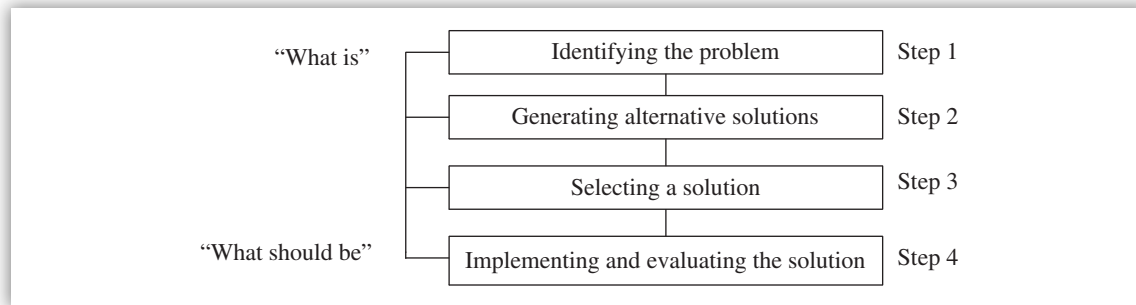 “What is”
Identifying the problem
Step 1
Generating alternative solutions
Step 2
Selecting a solution
Step 3
“What should be”
Implementing and evaluating the solution
Step 4